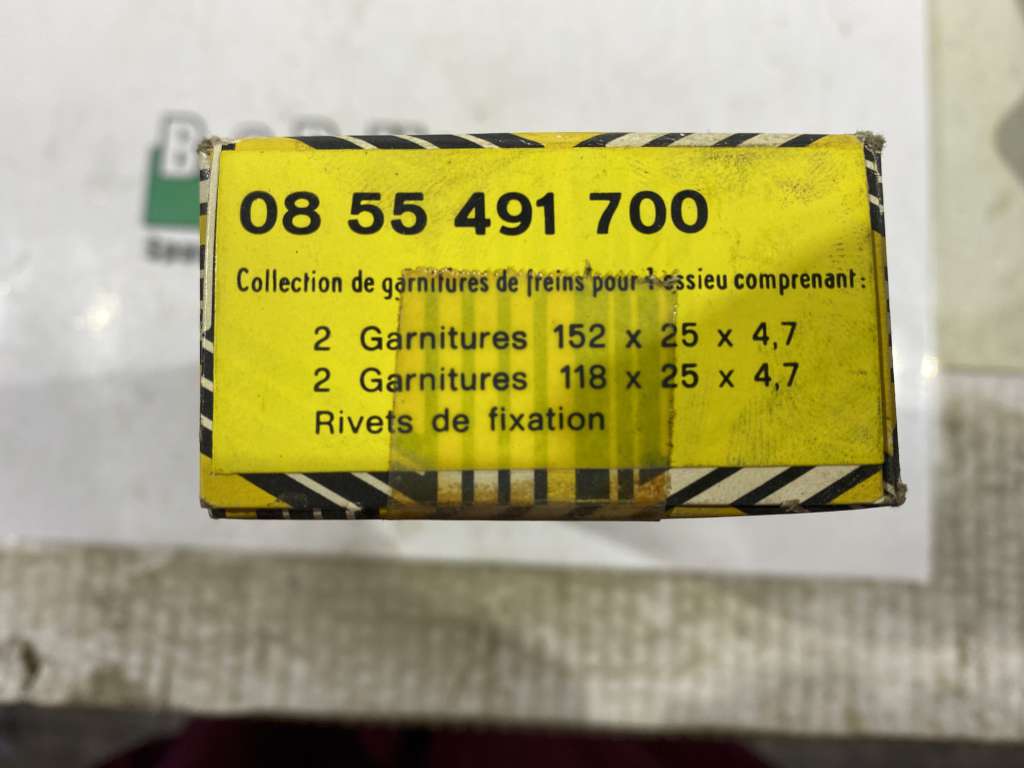 08 55 491 700
Collection de garnitures de freins pour 1 essieu comprenant:
2 Garnitures 152 x 25 x 4,7
2 Garnitures 118 x 25 x 4,7
Rivets de fixation